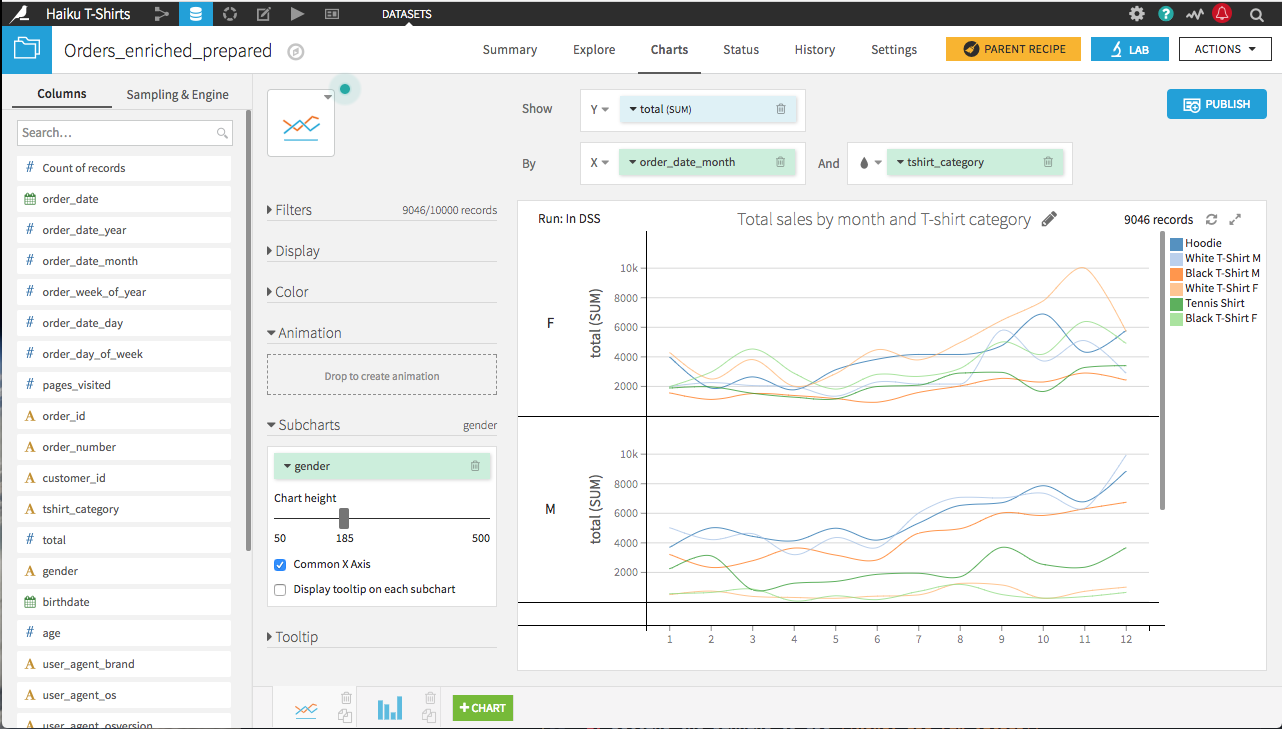 Haiku T-Shirts
DATASETS
?
Orders_enriched_prepared
Summary
Explore
Charts
Status
History
Settings
PARENT RECIPE
LAB
ACTIONS
Columns
Sampling & Engine
Search...
# Count of records
order_date
# order_date_year
# order_date_month
# order_week_of_year
# order_date_day
# order_day_of_week
# pages_visited
A order_id
A order_number
A customer_id
A tshirt_category
# total
A gender
birthdate
# age
A user_agent_brand
A user_agent_os
A user_agent_osversion
Show
Y
total (SUM)
By
X
order_date_month
And
tshirt_category
PUBLISH
Filters
9046/10000 records
Display
Color
Animation
Drop to create animation
Subcharts
gender
gender
Chart height
50
185
500
Common X Axis
Display tooltip on each subchart
Tooltip
Run: In DSS
Total sales by month and T-shirt category
9046 records
Hoodie
White T-Shirt M
Black T-Shirt M
White T-Shirt F
Tennis Shirt
Black T-Shirt F
F
total (SUM)
10k
8000
6000
4000
2000
M
total (SUM)
10k
8000
6000
4000
2000
1 2 3 4 5 6 7 8 9 10 11 12
+ CHART